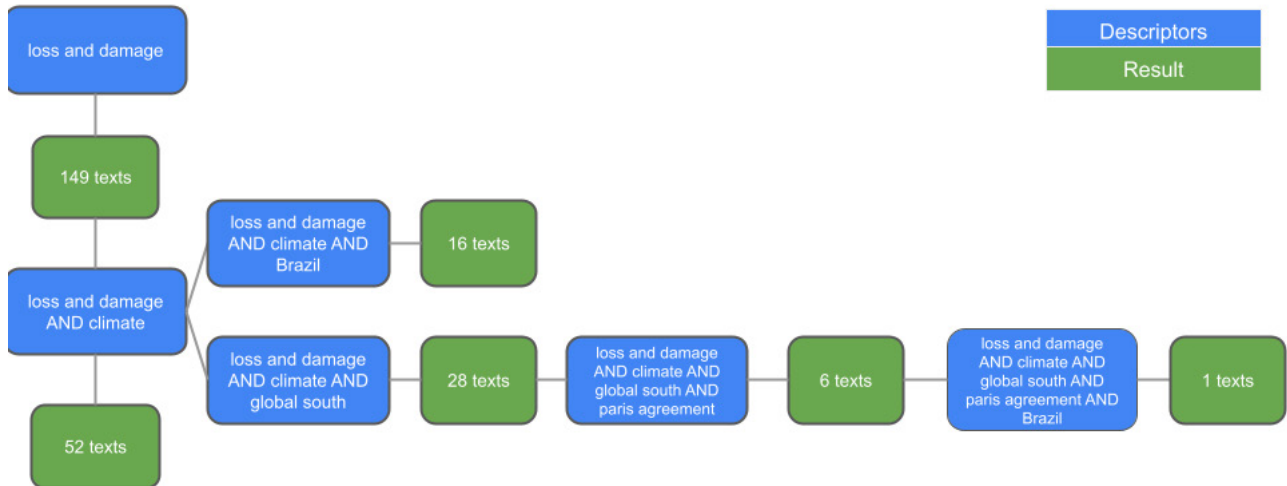 loss and damage
Descriptors
Result
149 texts
loss and damage
AND climate AND
Brazil
16 texts
loss and damage
AND climate
loss and damage
AND climate AND
global south
28 texts
loss and damage
AND climate AND
global south AND
paris agreement
6 texts
loss and damage
AND climate AND
global south AND
paris agreement AND
Brazil
1 texts
52 texts